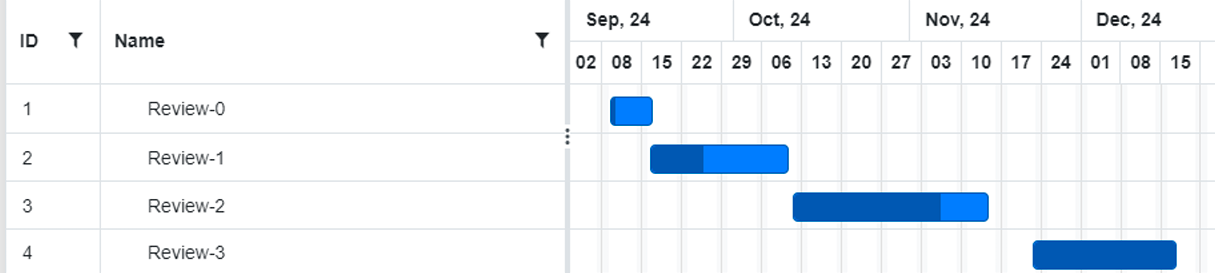 Sep, 24 Oct, 24 Nov, 24 Dec, 24
ID Name
02 08 15 22 29 06 13 20 27 03 10 17 24 01 08 15
1 Review-0
2 Review-1
3 Review-2
4 Review-3